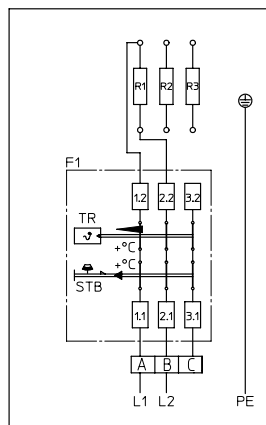 R1 R2 R3
F1
1.2 2.2 3.2
TR
+°C
+°C
STB
1.1 2.1 3.1
A B C
L1 L2 PE